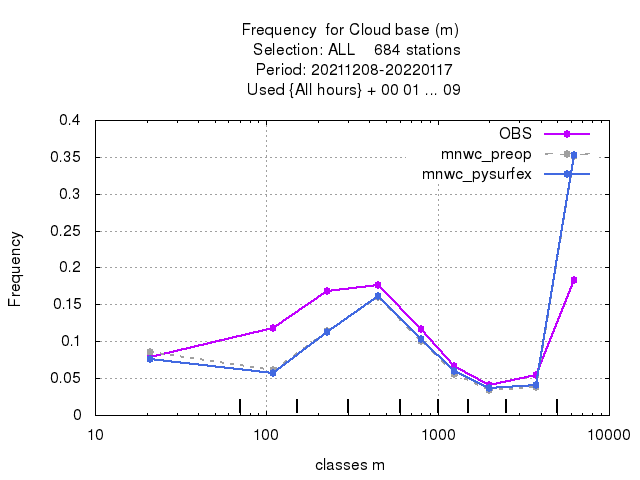 Frequency  for Cloud base (m)
Selection: ALL    684 stations
Period: 20211208-20220117
Used {All hours} + 00 01 ... 09
0.4
OBS
0.35
mnwc_preop
mnwc_pysurfex
0.3
0.25
Frequency
0.2
0.15
0.1
0.05
0
10 100 1000 10000
classes m